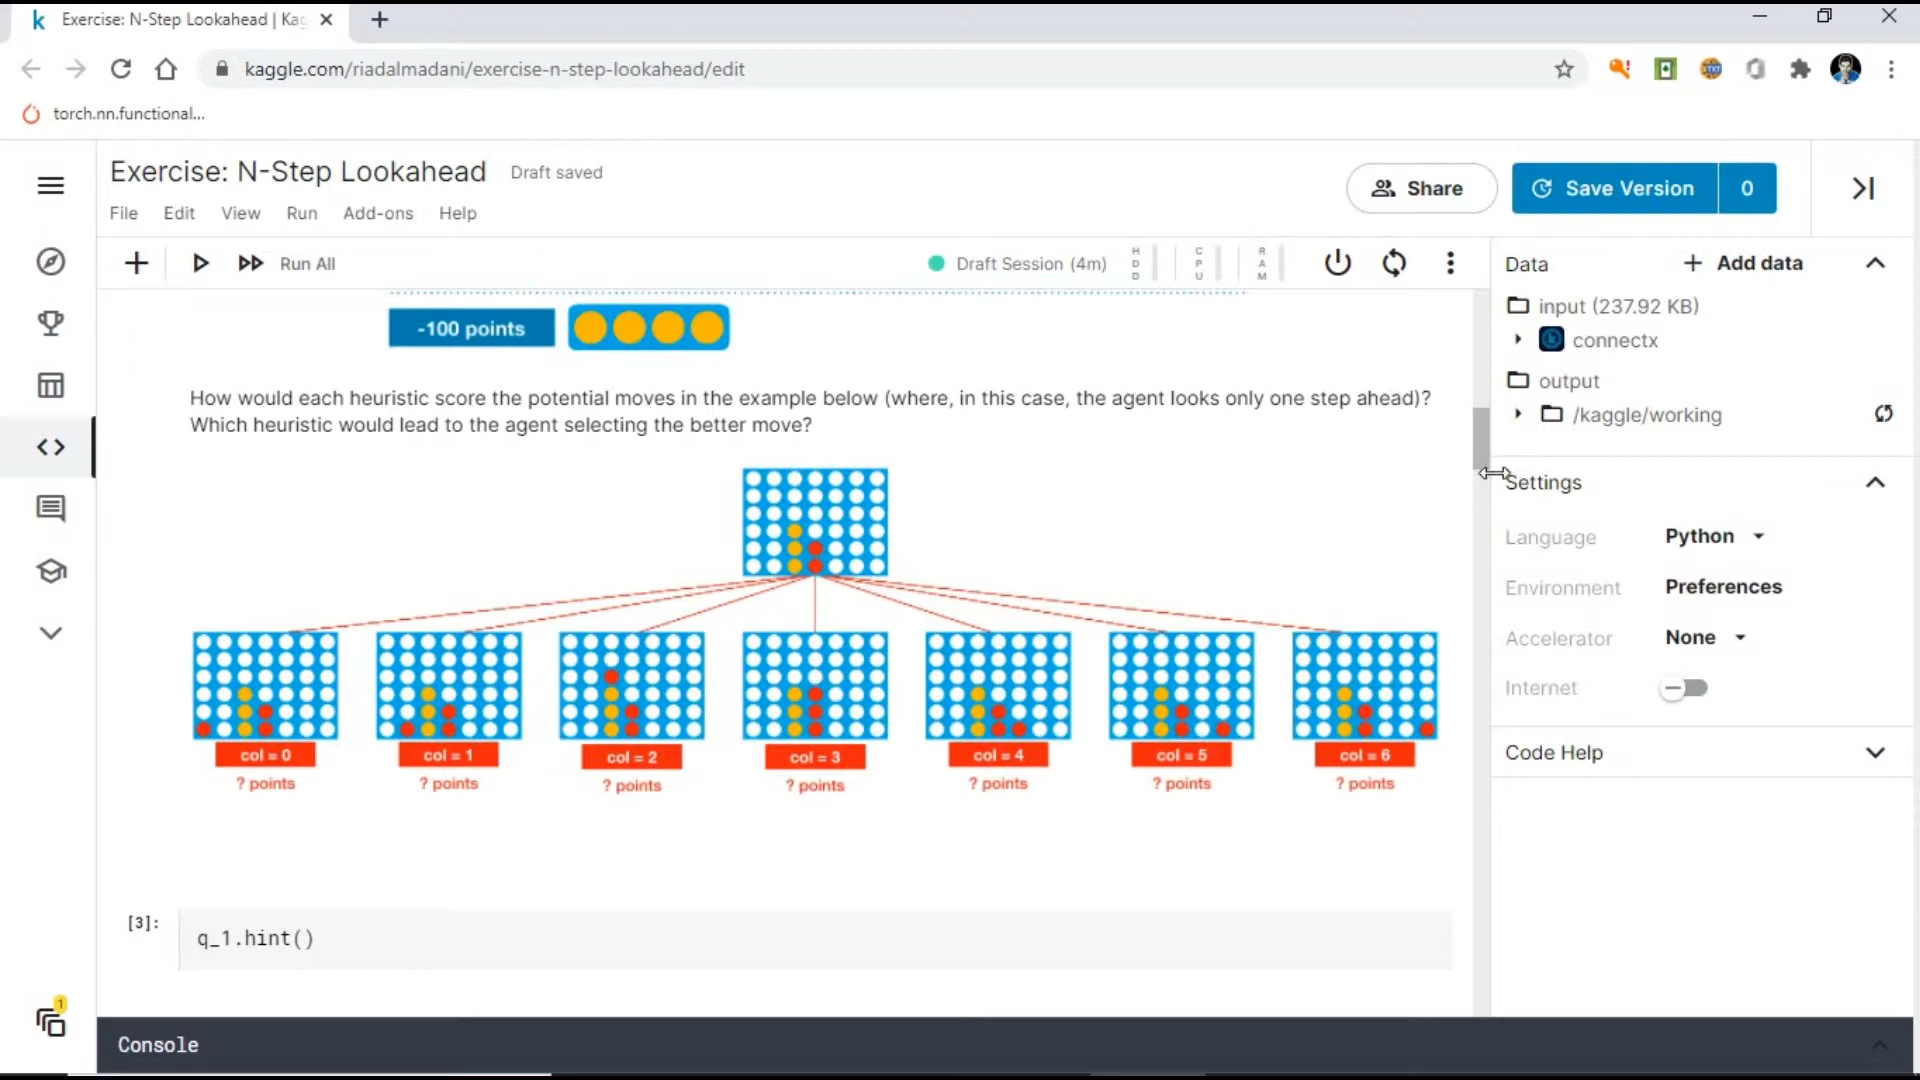 Exercise: N-Step Lookahead | Kag
kaggle.com/riadalmadani/exercise-n-step-lookahead/edit
torch.nn.functional...
Exercise: N-Step Lookahead
Draft saved
Share
Save Version
0
File Edit View Run Add-ons Help
Run All
Draft Session (4m)
HDD
CPU
RAM
Data
Add data
input (237.92 KB)
connectx
output
/kaggle/working
Settings
Language
Python
Environment
Preferences
Accelerator
None
Internet
Code Help
-100 points
How would each heuristic score the potential moves in the example below (where, in this case, the agent looks only one step ahead)?
Which heuristic would lead to the agent selecting the better move?
col = 0 col = 1 col = 2 col = 3 col = 4 col = 5 col = 6
? points ? points ? points ? points ? points ? points ? points
[3]:
q_1.hint()
1
Console